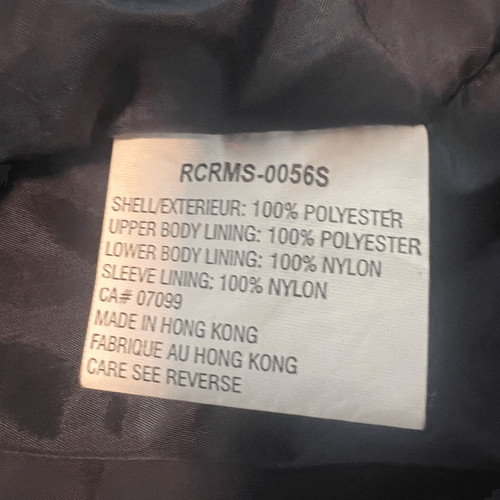 RCRMS-0056S
SHELL/EXTERIEUR: 100% POLYESTER
UPPER BODY LINING: 100% POLYESTER
LOWER BODY LINING: 100% NYLON
SLEEVE LINING: 100% NYLON
CA# 07099
MADE IN HONG KONG
FABRIQUE AU HONG KONG
CARE SEE REVERSE